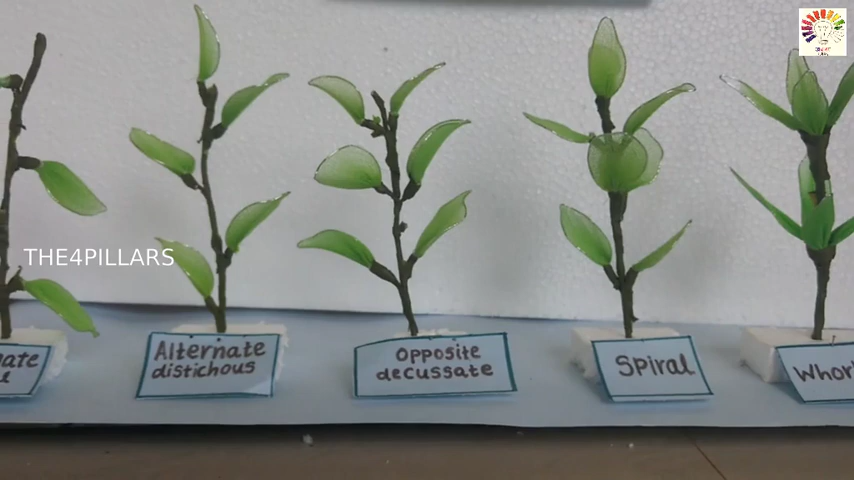 THE4PILLARS
Alternate
distichous
Opposite
decussate
Spiral